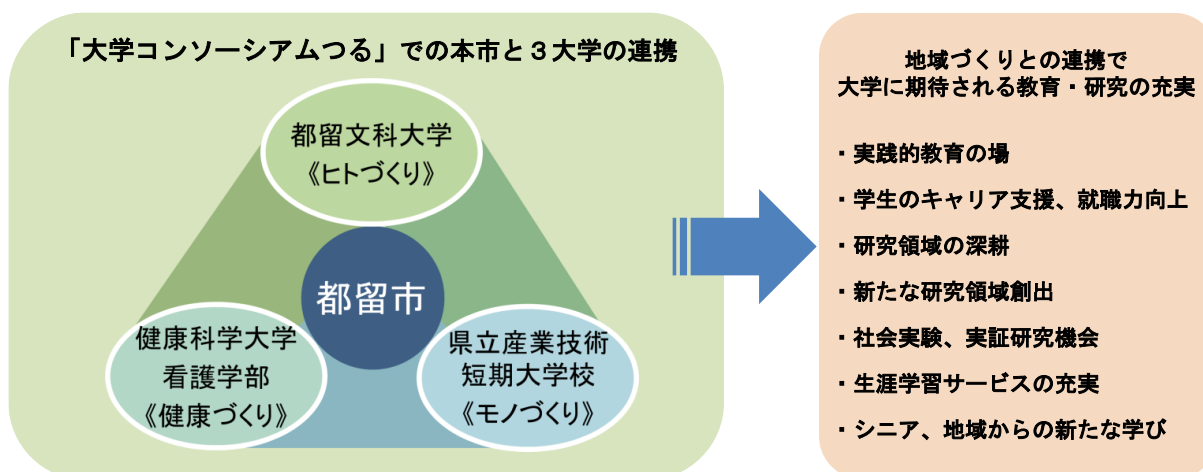 「大学コンソーシアムつる」での本市と３大学の連携
都留文科大学
《ヒトづくり》
都留市
健康科学大学
看護学部
《健康づくり》
県立産業技術
短期大学校
《モノづくり》
地域づくりとの連携で
大学に期待される教育・研究の充実
・実践的教育の場
・学生のキャリア支援、就職力向上
・研究領域の深耕
・新たな研究領域創出
・社会実験、実証研究機会
・生涯学習サービスの充実
・シニア、地域からの新たな学び